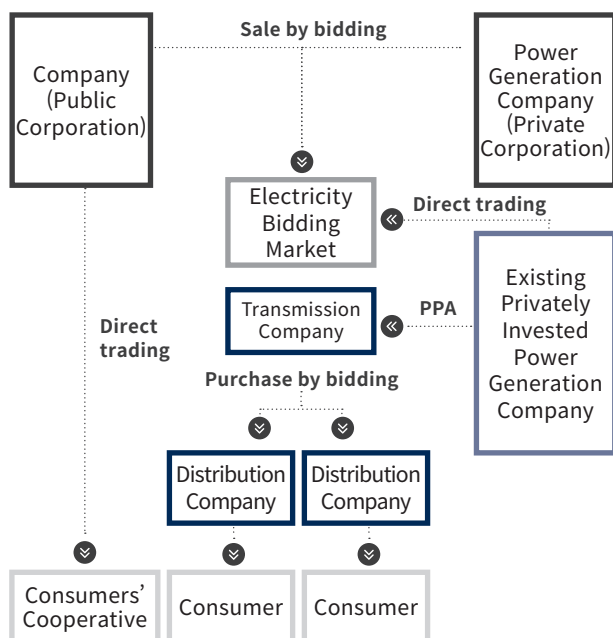 Sale by bidding
Company
(Public
Corporation)
Power
Generation
Company
(Private
Corporation)
Electricity
Bidding
Market
Direct trading
Transmission
Company
PPA
Existing
Privately
Invested
Power
Generation
Company
Direct
trading
Purchase by bidding
Distribution
Company
Distribution
Company
Consumers’
Cooperative
Consumer
Consumer